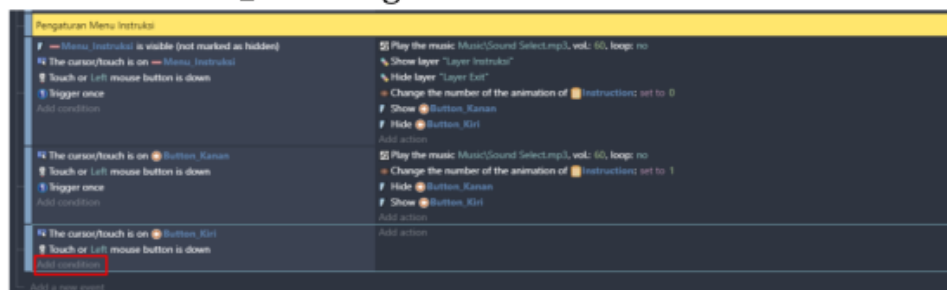 Pengaturan Menu Instruksi
Menu_Instruksi is visible (not marked as hidden)
The cursor/touch is on Menu_Instruksi
Touch or Left mouse button is down
Trigger once
Add condition
Play the music Music\Sound Select.mp3, vol.: 60, loop: no
Show layer "Layer Instruksi"
Hide layer "Layer Exit"
Change the number of the animation of Instruction: set to 0
Show Button_Kanan
Hide Button_Kiri
Add action
The cursor/touch is on Button_Kanan
Touch or Left mouse button is down
Trigger once
Add condition
Play the music Music\Sound Select.mp3, vol.: 60, loop: no
Change the number of the animation of Instruction: set to 1
Hide Button_Kanan
Show Button_Kiri
Add action
The cursor/touch is on Button_Kiri
Touch or Left mouse button is down
Add condition
Add action
Add a new event